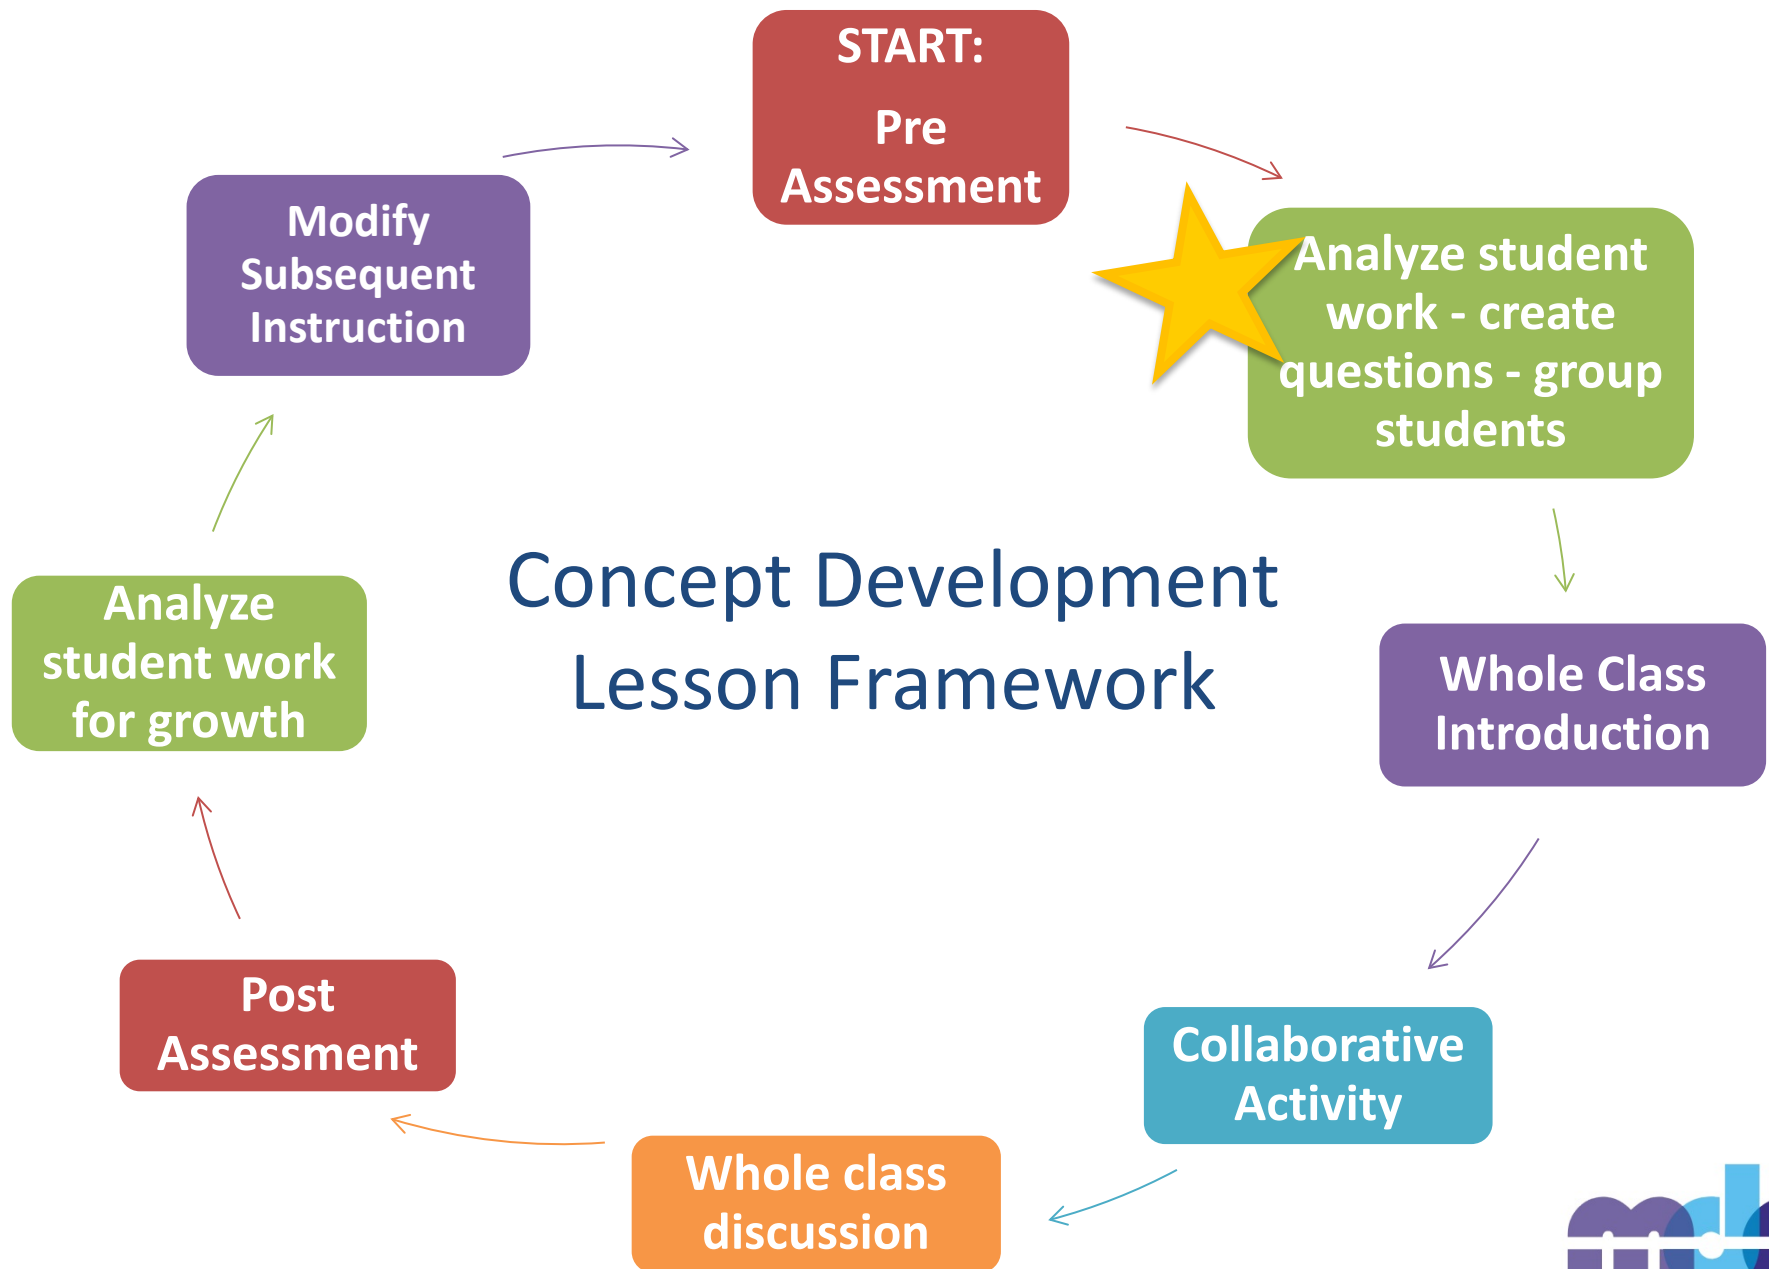 START:
Pre
Assessment
Analyze student
work - create
questions - group
students
Whole Class
Introduction
Collaborative
Activity
Whole class
discussion
Post
Assessment
Analyze
student work
for growth
Modify
Subsequent
Instruction
Concept Development
Lesson Framework